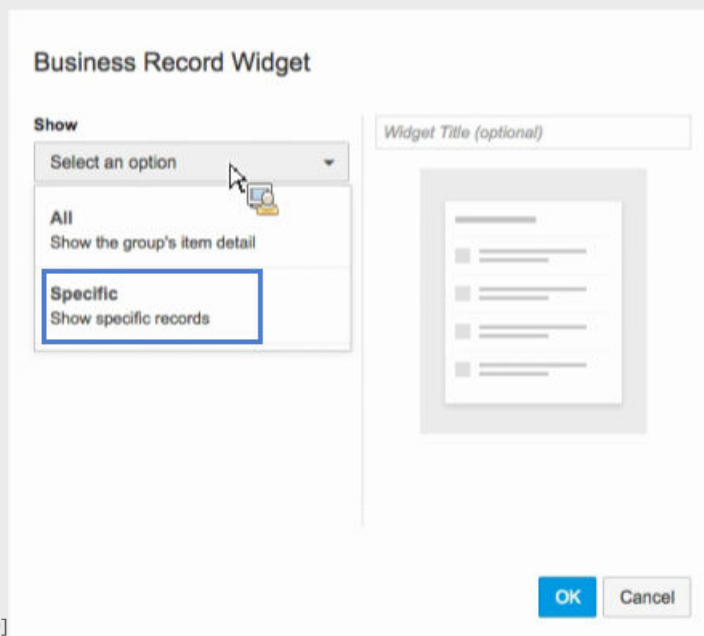 Business Record Widget
Show
Widget Title (optional)
Select an option
All
Show the group's item detail
Specific
Show specific records
OK
Cancel
]